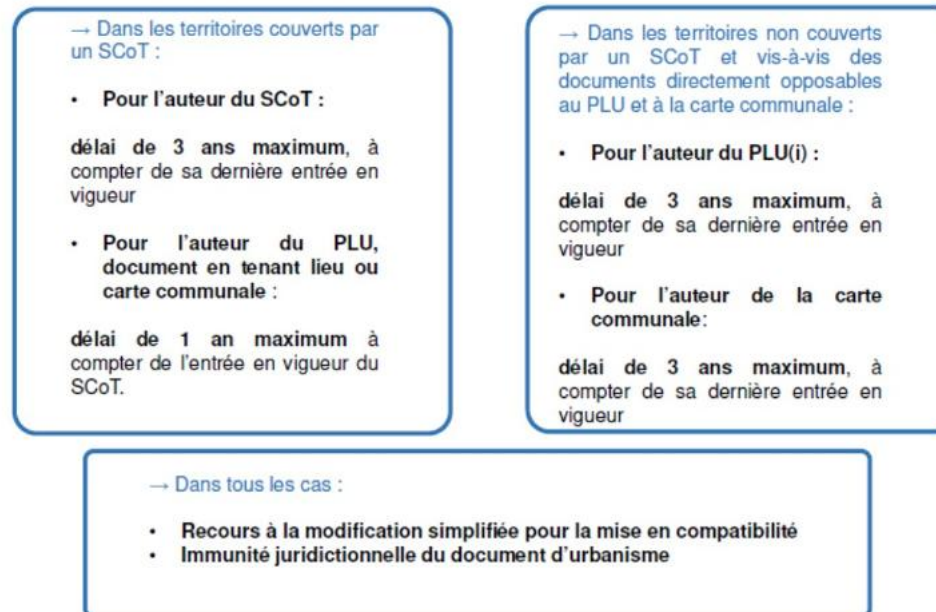 → Dans les territoires couverts par
un SCoT :
• Pour l'auteur du SCoT :
délai de 3 ans maximum, à
compter de sa dernière entrée en
vigueur
• Pour l'auteur du PLU,
document en tenant lieu ou
carte communale :
délai de 1 an maximum à
compter de l'entrée en vigueur du
SCoT.
→ Dans les territoires non couverts
par un SCoT et vis-à-vis des
documents directement opposables
au PLU et à la carte communale :
• Pour l'auteur du PLU(i) :
délai de 3 ans maximum, à
compter de sa dernière entrée en
vigueur
• Pour l'auteur de la carte
communale:
délai de 3 ans maximum, à
compter de sa dernière entrée en
vigueur
→ Dans tous les cas :
• Recours à la modification simplifiée pour la mise en compatibilité
• Immunité juridictionnelle du document d'urbanisme